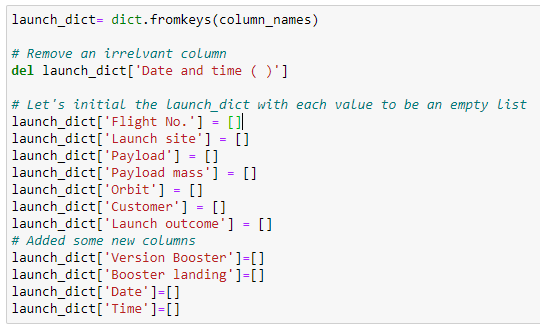 launch_dict= dict.fromkeys(column_names)
# Remove an irrelvant column
del launch_dict['Date and time ( )']
# Let's initial the launch_dict with each value to be an empty list
launch_dict['Flight No.'] = []
launch_dict['Launch site'] = []
launch_dict['Payload'] = []
launch_dict['Payload mass'] = []
launch_dict['Orbit'] = []
launch_dict['Customer'] = []
launch_dict['Launch outcome'] = []
# Added some new columns
launch_dict['Version Booster']=[]
launch_dict['Booster landing']=[]
launch_dict['Date']=[]
launch_dict['Time']=[]